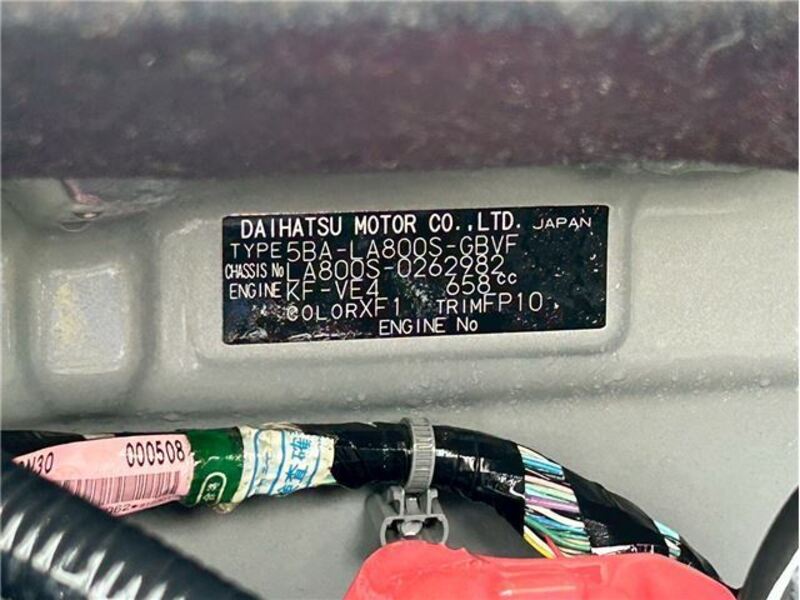 DAIHATSU MOTOR CO.,LTD. JAPAN
TYPE 5BA-LA800S-GBVF
CHASSIS No LA800S-0262982
ENGINE KF-VE4 658cc
COLOR XF1 TRIM FP10
ENGINE No
000508